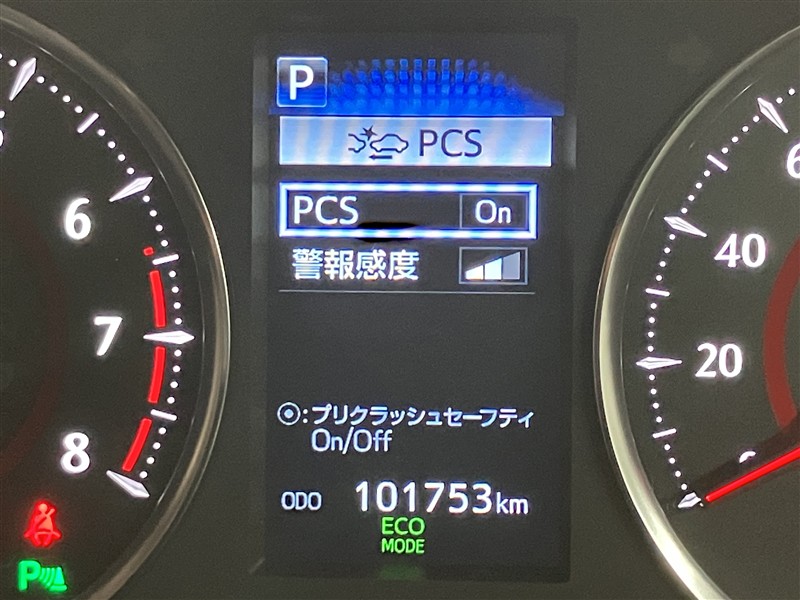 P
PCS
PCS On
警報感度
◉:プリクラッシュセーフティ
On/Off
ODO 101753km
ECO
MODE
6
7
8
P
40
20